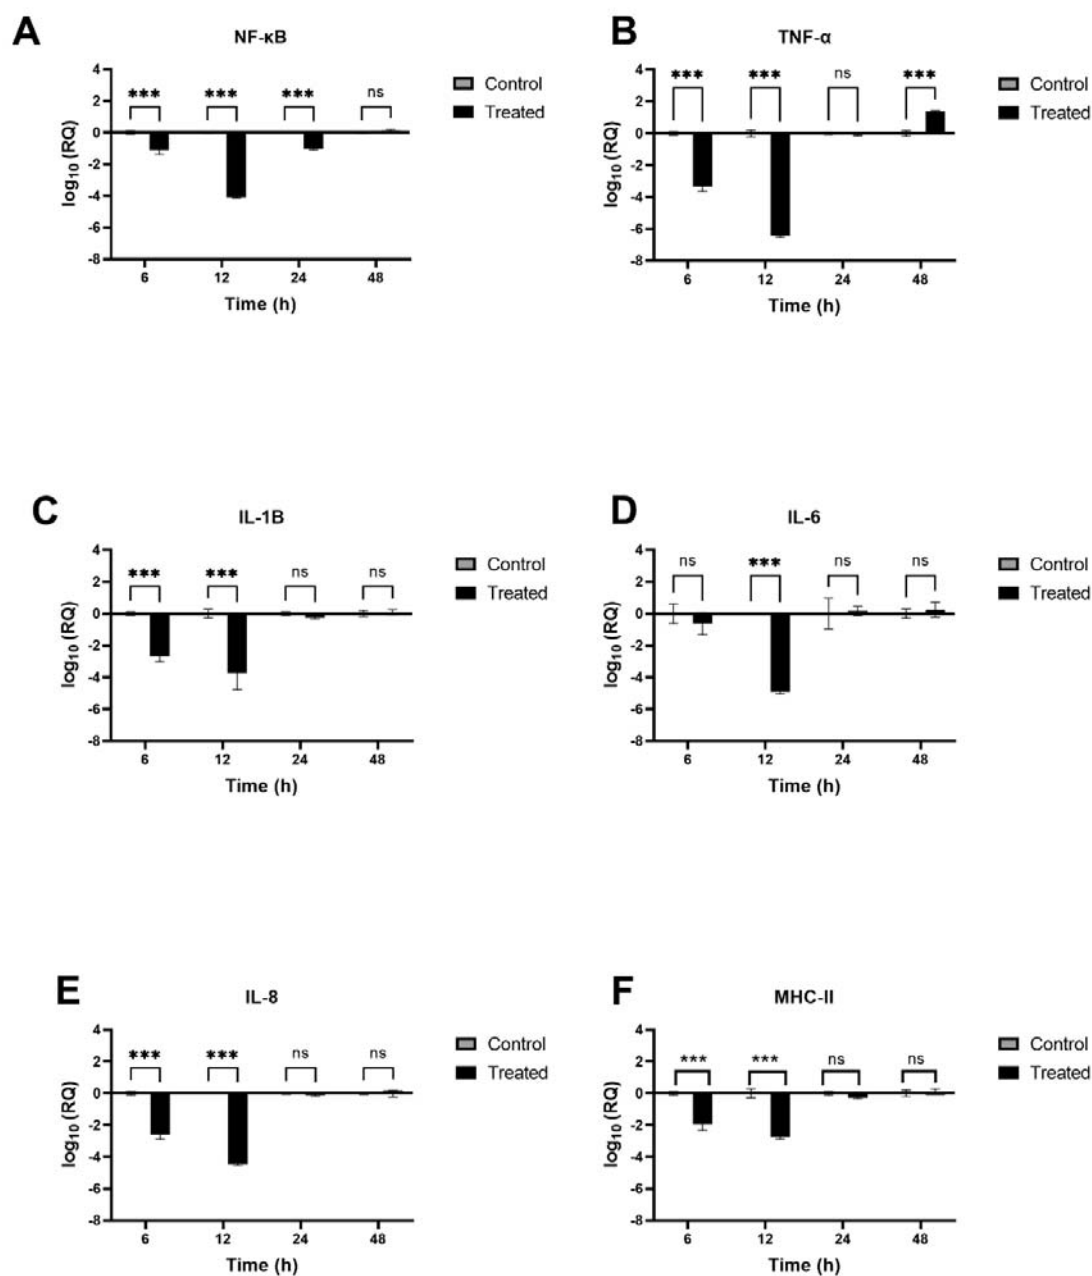 A
NF-κB
log10 (RQ)
4
2
0
-2
-4
-6
-8
*** *** *** ns
6 12 24 48
Time (h)
Control
Treated
B
TNF-α
log10 (RQ)
4
2
0
-2
-4
-6
-8
*** *** ns ***
6 12 24 48
Time (h)
Control
Treated
C
IL-1B
log10 (RQ)
4
2
0
-2
-4
-6
-8
*** *** ns ns
6 12 24 48
Time (h)
Control
Treated
D
IL-6
log10 (RQ)
4
2
0
-2
-4
-6
-8
ns *** ns ns
6 12 24 48
Time (h)
Control
Treated
E
IL-8
log10 (RQ)
4
2
0
-2
-4
-6
-8
*** *** ns ns
6 12 24 48
Time (h)
Control
Treated
F
MHC-II
log10 (RQ)
4
2
0
-2
-4
-6
-8
*** *** ns ns
6 12 24 48
Time (h)
Control
Treated